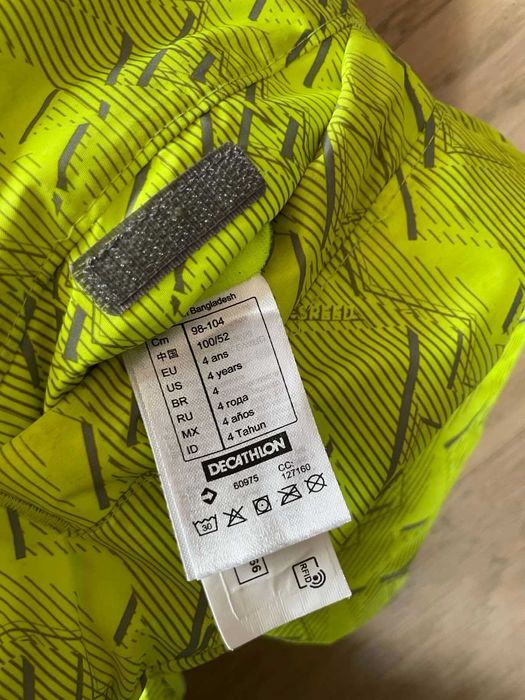 Bangladesh
Cm 98-104
中国 100/52
EU 4 ans
US 4 years
BR 4
RU 4 года
MX 4 años
ID 4 Tahun
DECATHLON
60975 CC: 127160
30
RFID